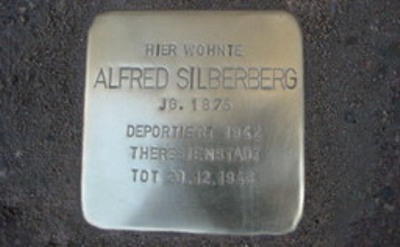 HIER WOHNTE
ALFRED SILBERBERG
JG. 1875
DEPORTIERT 1942
THERESIENSTADT
TOT